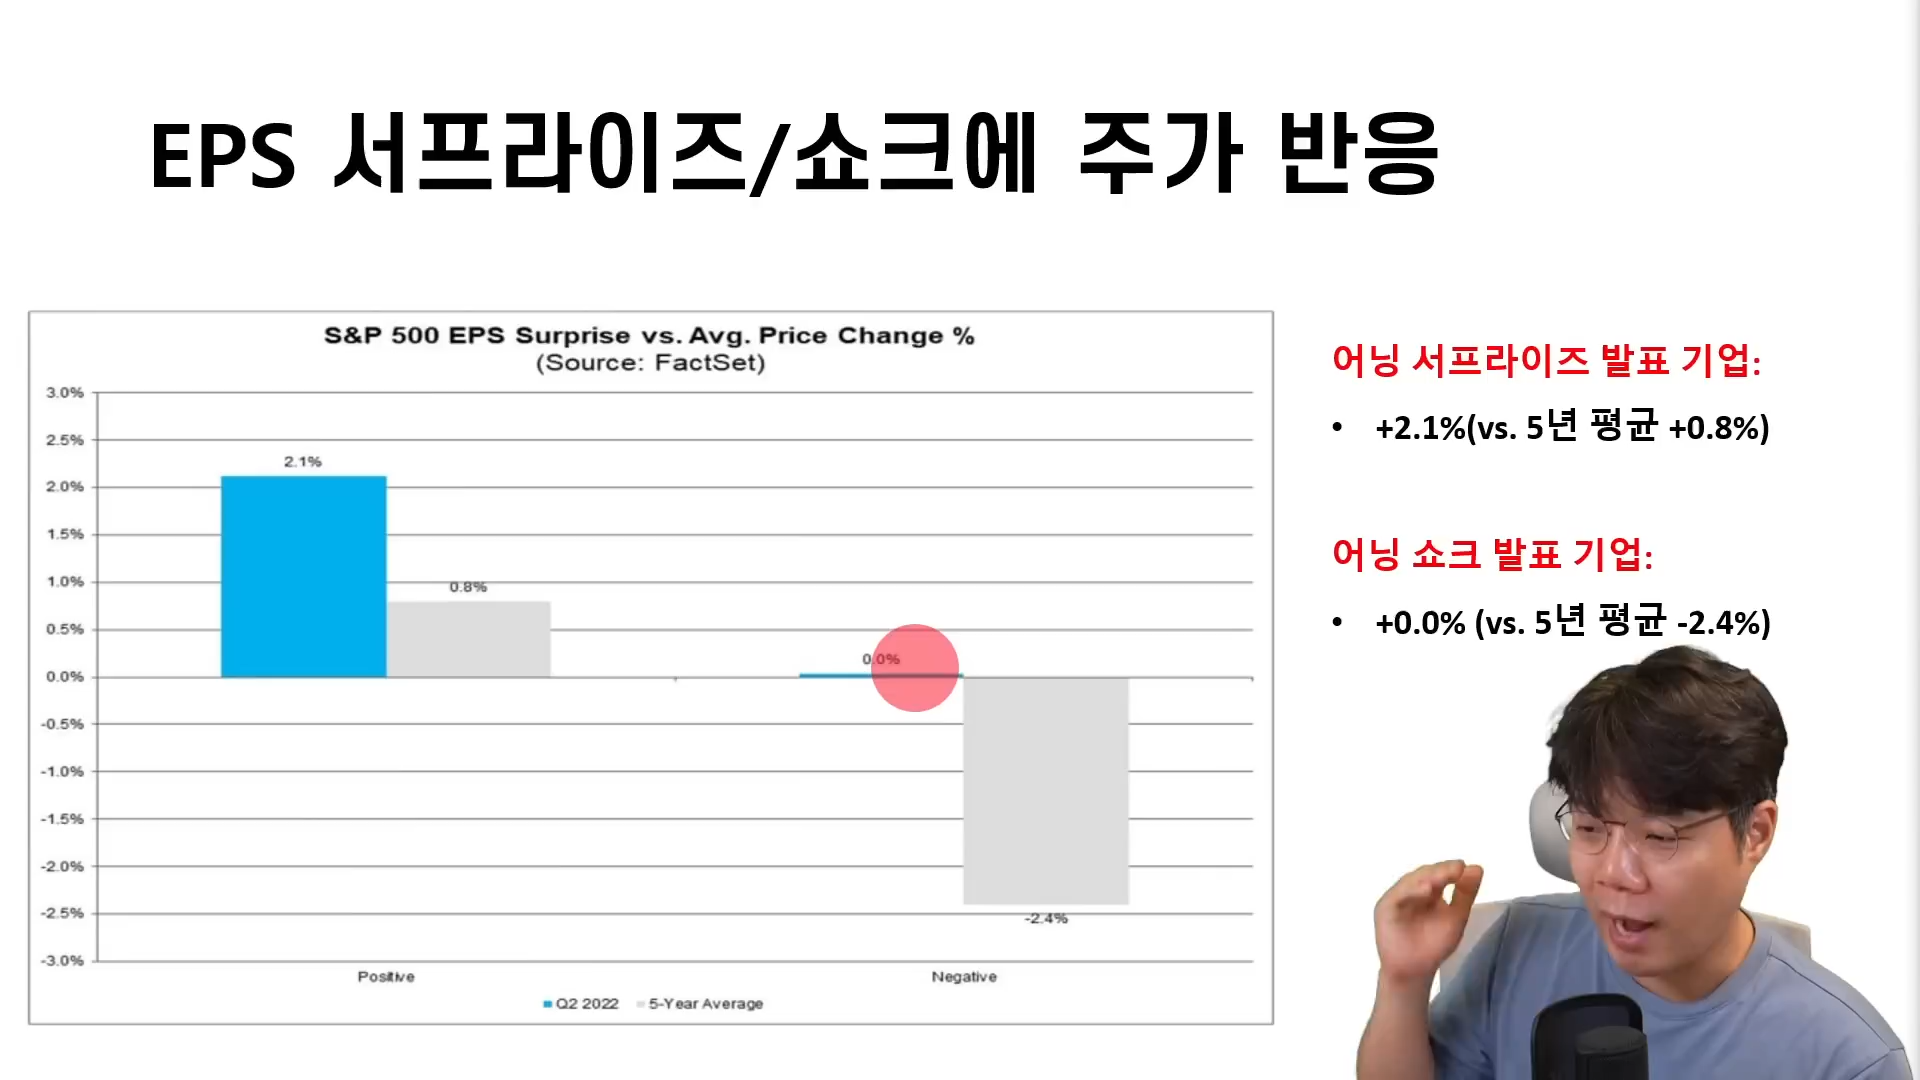 EPS 서프라이즈/쇼크에 주가 반응
S&P 500 EPS Surprise vs. Avg. Price Change %
(Source: FactSet)
3.0%
2.5%
2.0%
1.5%
1.0%
0.5%
0.0%
-0.5%
-1.0%
-1.5%
-2.0%
-2.5%
-3.0%
2.1%
0.8%
0.0%
-2.4%
Positive
Negative
Q2 2022
5-Year Average
어닝 서프라이즈 발표 기업:
• +2.1%(vs. 5년 평균 +0.8%)
어닝 쇼크 발표 기업:
• +0.0% (vs. 5년 평균 -2.4%)